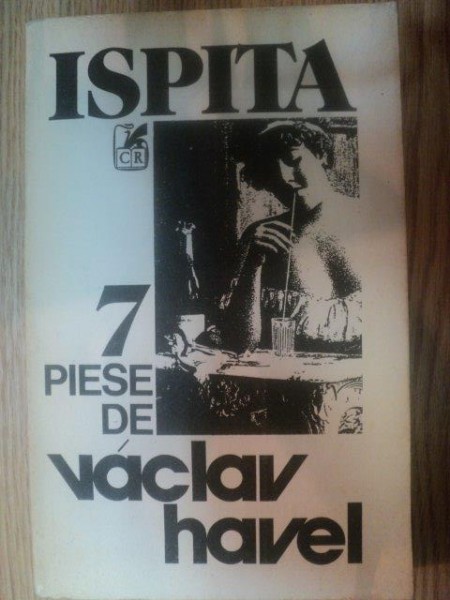 ISPITA
CR
7
PIESE
DE
václav
havel